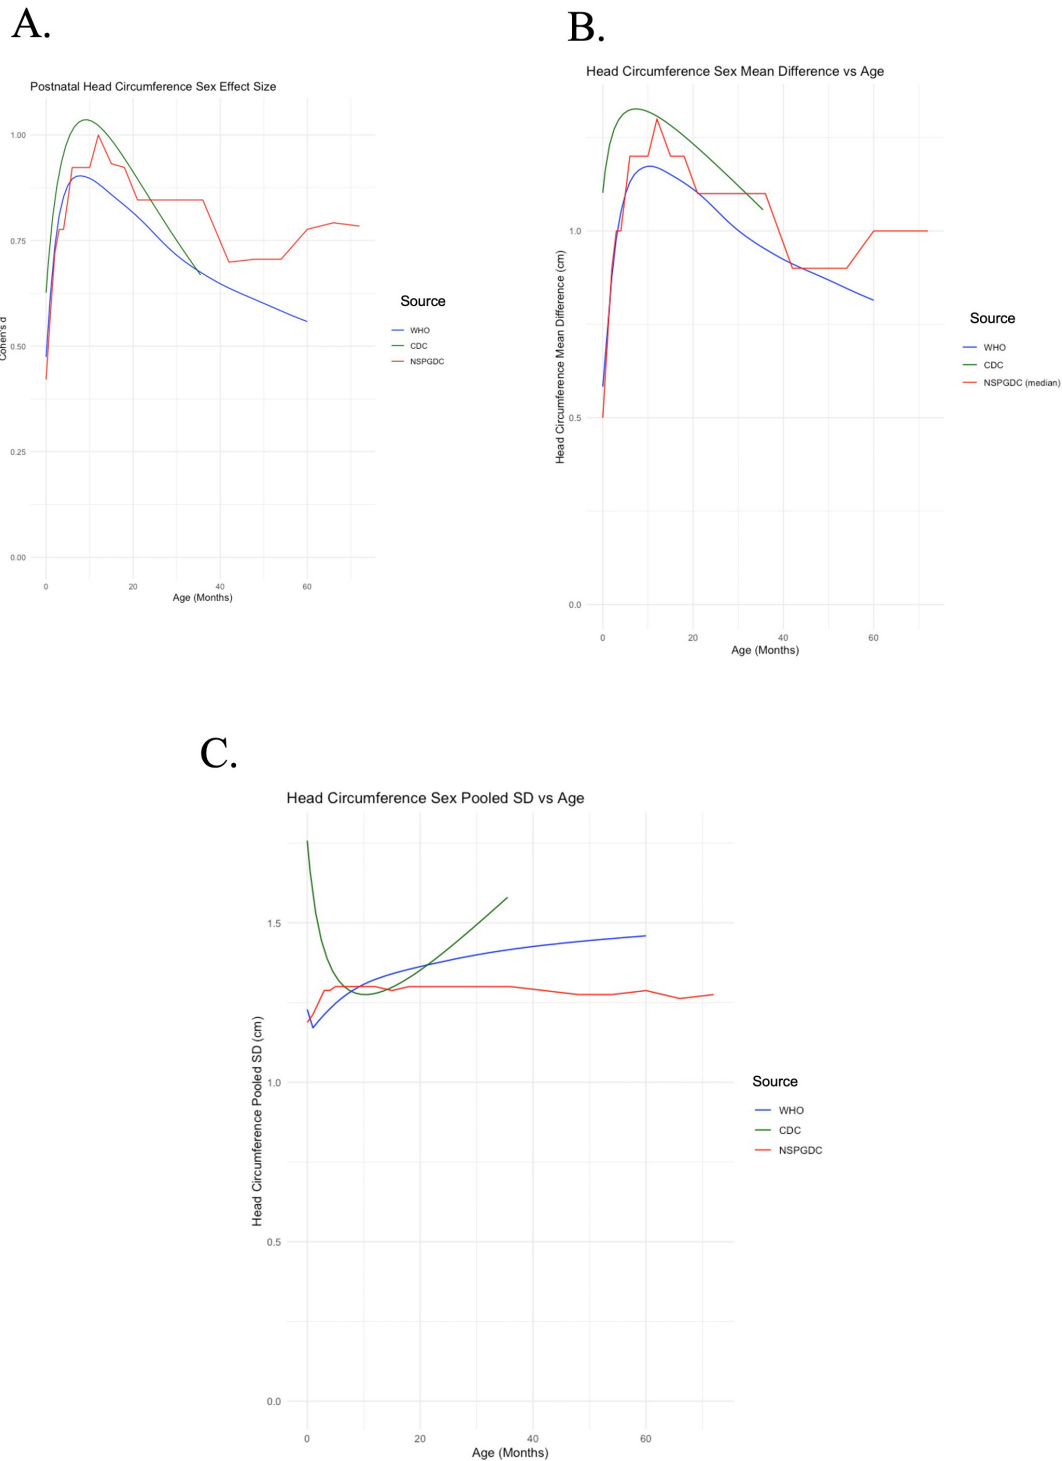 A.
Postnatal Head Circumference Sex Effect Size
1.00
0.75
0.50
0.25
0.00
Cohen's d
0 20 40 60
Age (Months)
Source
WHO
CDC
NSPGDC
B.
Head Circumference Sex Mean Difference vs Age
1.0
0.5
0.0
Head Circumference Mean Difference (cm)
0 20 40 60
Age (Months)
Source
WHO
CDC
NSPGDC (median)
C.
Head Circumference Sex Pooled SD vs Age
1.5
1.0
0.5
0.0
Head Circumference Pooled SD (cm)
0 20 40 60
Age (Months)
Source
WHO
CDC
NSPGDC